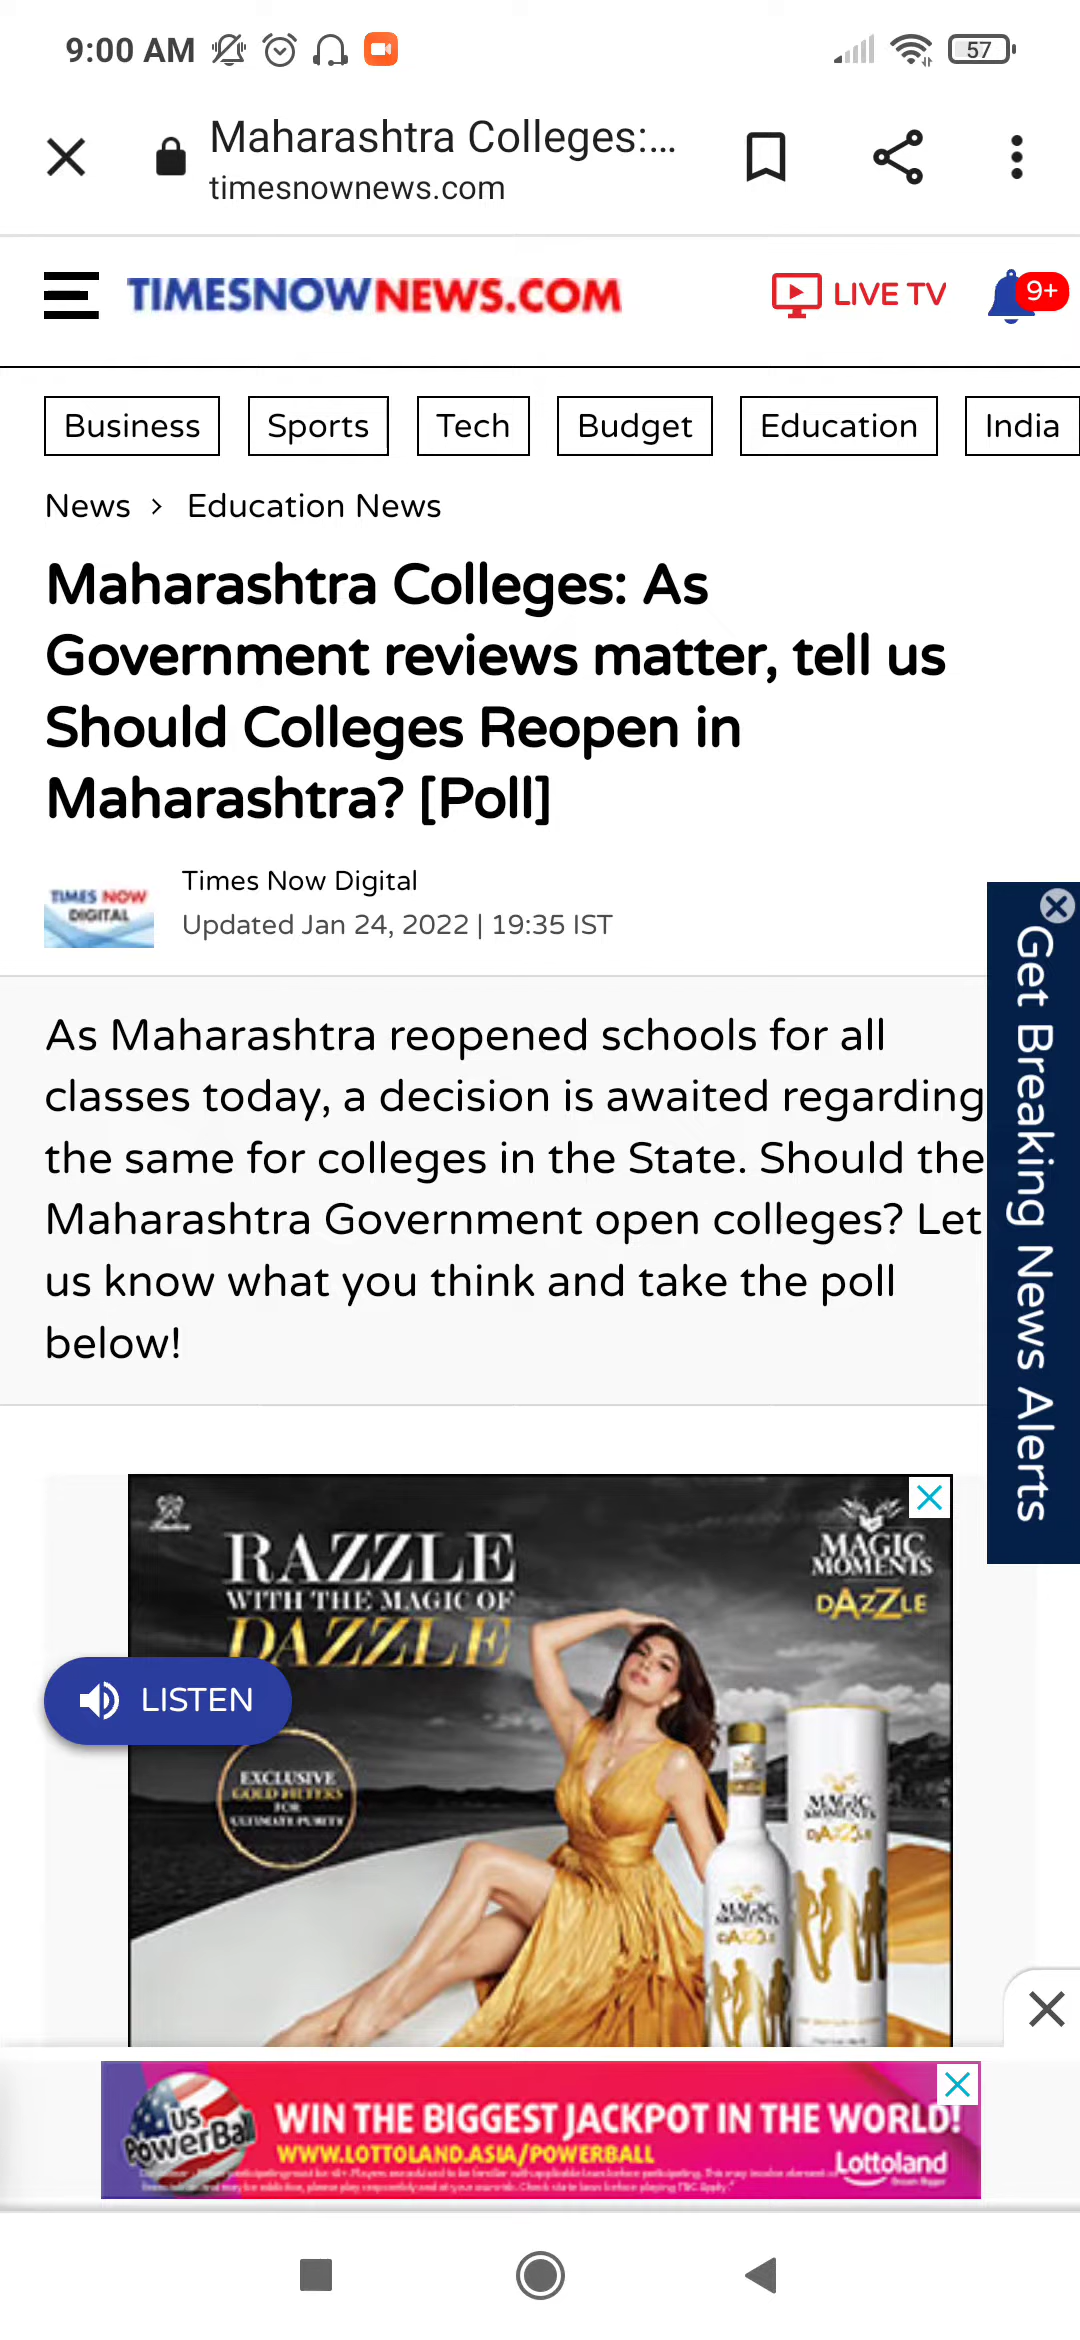 9:00 AM
57
Maharashtra Colleges:...
timesnownews.com
TIMESNOWNEWS.COM
LIVE TV
9+
Business
Sports
Tech
Budget
Education
India
News > Education News
Maharashtra Colleges: As
Government reviews matter, tell us
Should Colleges Reopen in
Maharashtra? [Poll]
TIMES NOW
DIGITAL
Times Now Digital
Updated Jan 24, 2022 | 19:35 IST
Get Breaking News Alerts
As Maharashtra reopened schools for all
classes today, a decision is awaited regarding
the same for colleges in the State. Should the
Maharashtra Government open colleges? Let
us know what you think and take the poll
below!
RAZZLE
WITH THE MAGIC OF
DAZZLE
MAGIC
MOMENTS
DAZZLE
LISTEN
EXCLUSIVE
GOLD FILTERS
FOR
ULTIMATE PURITY
MAGIC
MOMENTS
DAZZLE
MAGIC
MOMENTS
DAZZLE
US
PowerBall
WIN THE BIGGEST JACKPOT IN THE WORLD!
WWW.LOTTOLAND.ASIA/POWERBALL
Lottoland